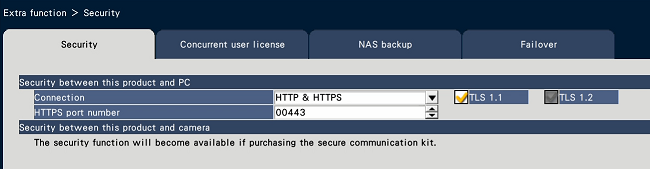 Extra function > Security
Security Concurrent user license NAS backup Failover
Security between this product and PC
Connection HTTP & HTTPS TLS 1.1 TLS 1.2
HTTPS port number 00443
Security between this product and camera
The security function will become available if purchasing the secure communication kit.